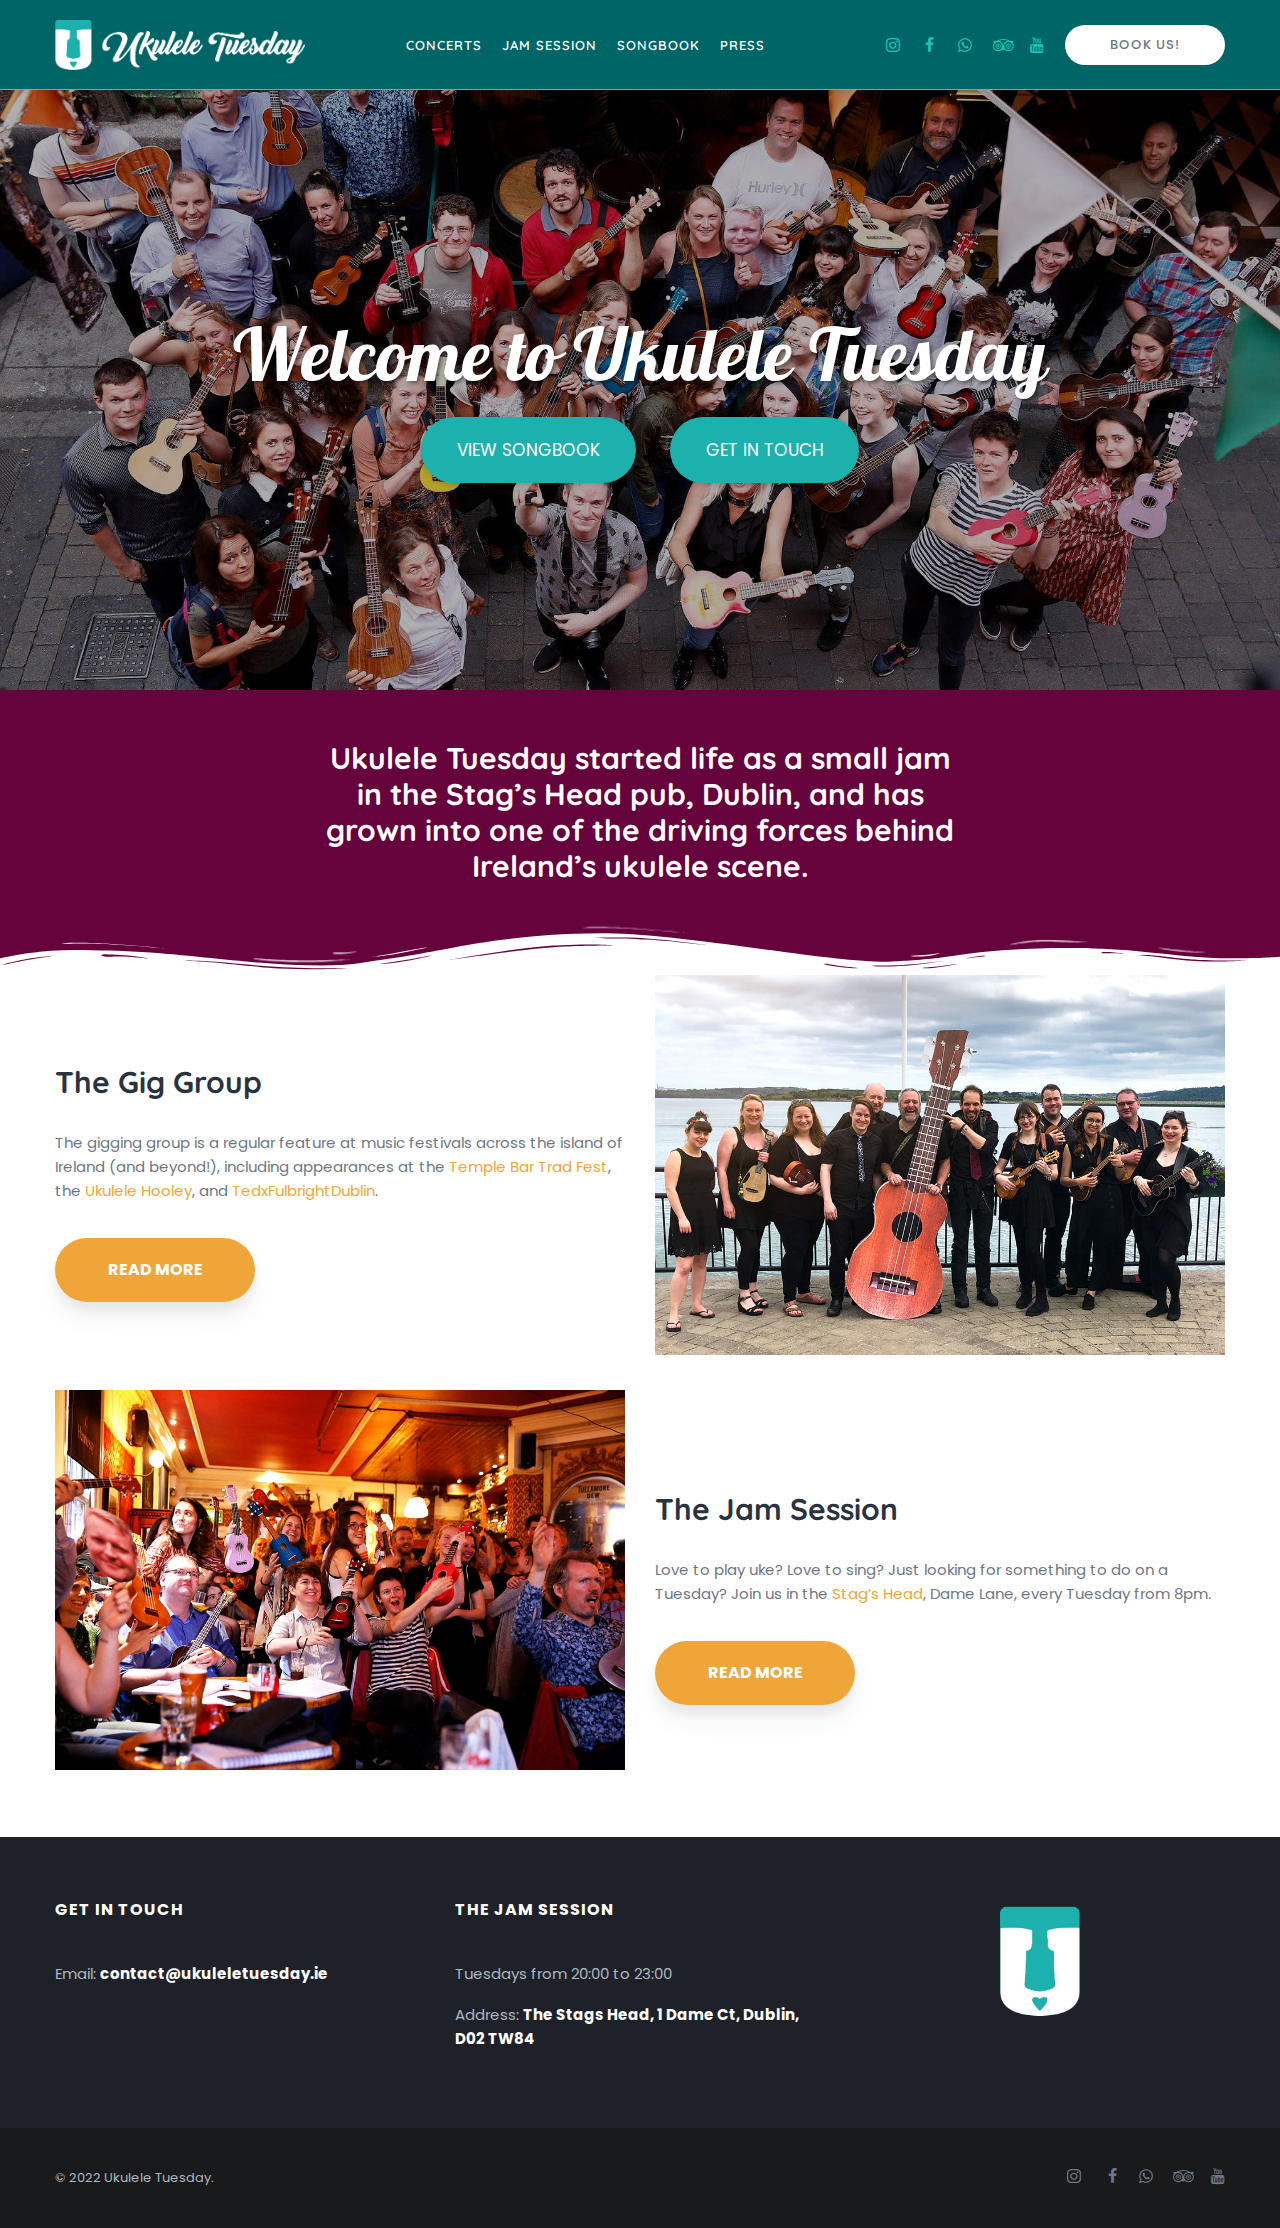 Ukulele Tuesday
CONCERTS JAM SESSION SONGBOOK PRESS
BOOK US!
Hurley
Welcome to Ukulele Tuesday
VIEW SONGBOOK
GET IN TOUCH
Ukulele Tuesday started life as a small jam
in the Stag’s Head pub, Dublin, and has
grown into one of the driving forces behind
Ireland’s ukulele scene.
The Gig Group
The gigging group is a regular feature at music festivals across the island of
Ireland (and beyond!), including appearances at the Temple Bar Trad Fest,
the Ukulele Hooley, and TedxFulbrightDublin.
READ MORE
TULLAMORE
DEW
The Jam Session
Love to play uke? Love to sing? Just looking for something to do on a
Tuesday? Join us in the Stag’s Head, Dame Lane, every Tuesday from 8pm.
READ MORE
GET IN TOUCH
Email: contact@ukuleletuesday.ie
THE JAM SESSION
Tuesdays from 20:00 to 23:00
Address: The Stags Head, 1 Dame Ct, Dublin,
D02 TW84
© 2022 Ukulele Tuesday.